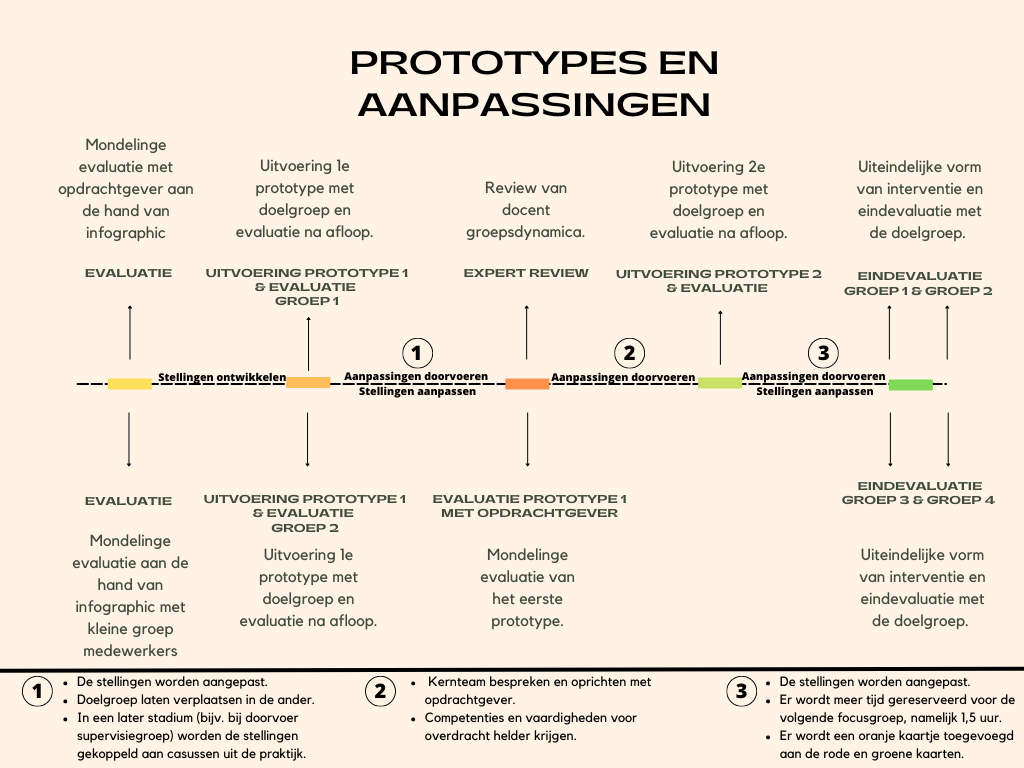 PROTOTYPES EN
AANPASSINGEN
Mondelinge
evaluatie met
opdrachtgever aan
de hand van
infographic
EVALUATIE
Uitvoering 1e
prototype met
doelgroep en
evaluatie na afloop.
UITVOERING PROTOTYPE 1
& EVALUATIE
GROEP 1
Review van
docent
groepsdynamica.
EXPERT REVIEW
Uitvoering 2e
prototype met
doelgroep en
evaluatie na afloop.
UITVOERING PROTOTYPE 2
& EVALUATIE
Uiteindelijke vorm
van interventie en
eindevaluatie met
de doelgroep.
EINDEVALUATIE
GROEP 1 & GROEP 2
Stellingen ontwikkelen
1
Aanpassingen doorvoeren
Stellingen aanpassen
2
Aanpassingen doorvoeren
3
Aanpassingen doorvoeren
Stellingen aanpassen
EVALUATIE
Mondelinge
evaluatie aan de
hand van
infographic met
kleine groep
medewerkers
UITVOERING PROTOTYPE 1
& EVALUATIE
GROEP 2
Uitvoering 1e
prototype met
doelgroep en
evaluatie na afloop.
EVALUATIE PROTOTYPE 1
MET OPDRACHTGEVER
Mondelinge
evaluatie van
het eerste
prototype.
EINDEVALUATIE
GROEP 3 & GROEP 4
Uiteindelijke vorm
van interventie en
eindevaluatie met
de doelgroep.
1
• De stellingen worden aangepast.
• Doelgroep laten verplaatsen in de ander.
• In een later stadium (bijv. bij doorvoer
supervisiegroep) worden de stellingen
gekoppeld aan casussen uit de praktijk.
2
• Kernteam bespreken en oprichten met
opdrachtgever.
• Competenties en vaardigheden voor
overdracht helder krijgen.
3
• De stellingen worden aangepast.
• Er wordt meer tijd gereserveerd voor de
volgende focusgroep, namelijk 1,5 uur.
• Er wordt een oranje kaartje toegevoegd
aan de rode en groene kaarten.